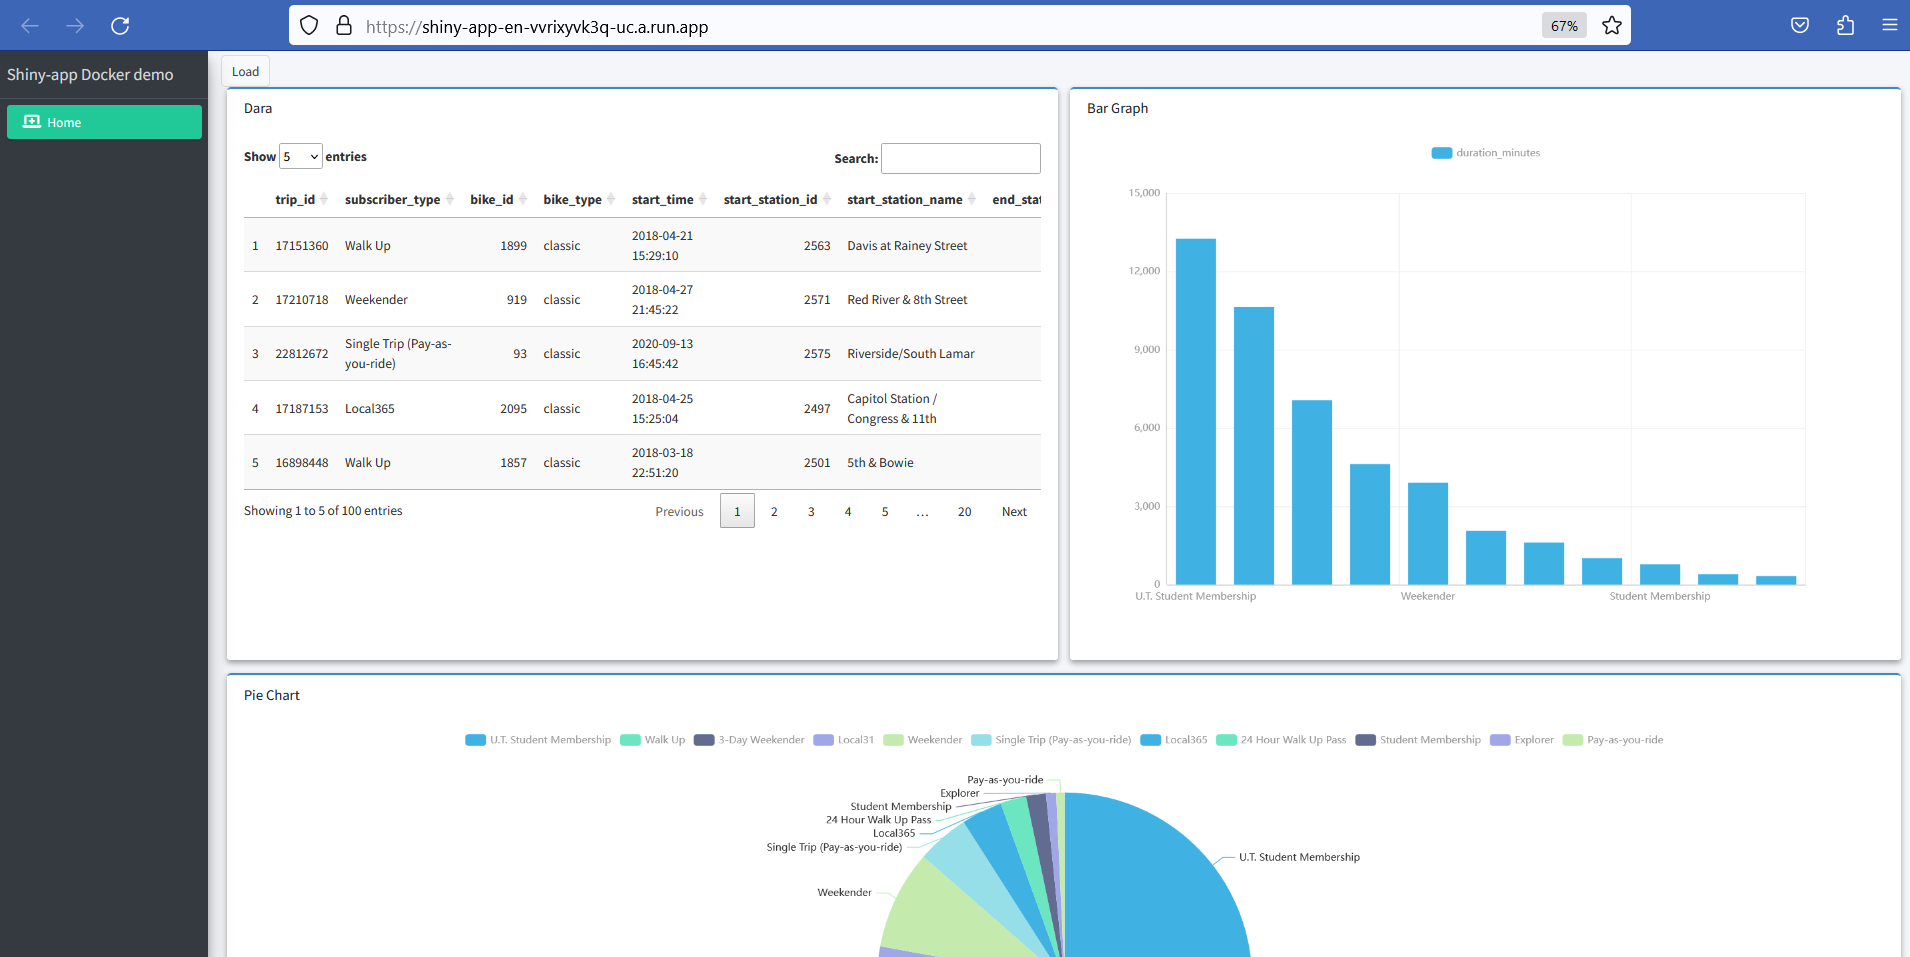 https://shiny-app-en-vvrixyvk3q-uc.a.run.app
67%
Shiny-app Docker demo
Home
Load
Dara
Show 5 entries
Search:
trip_id subscriber_type bike_id bike_type start_time start_station_id start_station_name end_stat
1 17151360 Walk Up 1899 classic 2018-04-21 15:29:10 2563 Davis at Rainey Street
2 17210718 Weekender 919 classic 2018-04-27 21:45:22 2571 Red River & 8th Street
3 22812672 Single Trip (Pay-as-you-ride) 93 classic 2020-09-13 16:45:42 2575 Riverside/South Lamar
4 17187153 Local365 2095 classic 2018-04-25 15:25:04 2497 Capitol Station / Congress & 11th
5 16898448 Walk Up 1857 classic 2018-03-18 22:51:20 2501 5th & Bowie
Showing 1 to 5 of 100 entries
Previous 1 2 3 4 5 … 20 Next
Bar Graph
duration_minutes
15,000
12,000
9,000
6,000
3,000
0
U.T. Student Membership Weekender Student Membership
Pie Chart
U.T. Student Membership Walk Up 3-Day Weekender Local31 Weekender Single Trip (Pay-as-you-ride) Local365 24 Hour Walk Up Pass Student Membership Explorer Pay-as-you-ride
Pay-as-you-ride
Explorer
Student Membership
24 Hour Walk Up Pass
Local365
Single Trip (Pay-as-you-ride)
U.T. Student Membership
Weekender